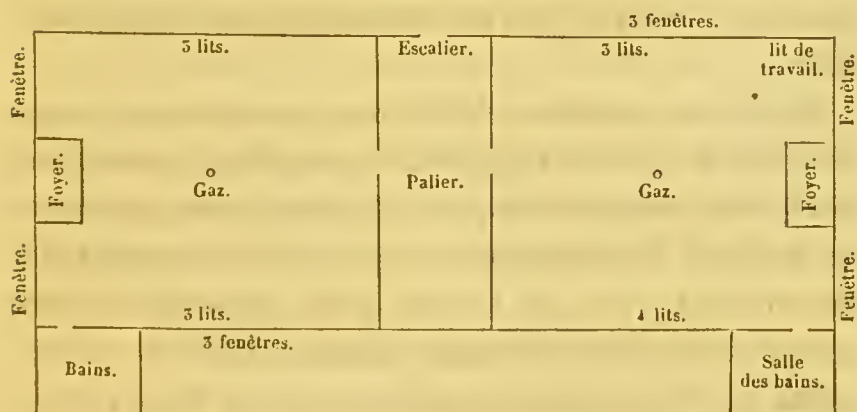 3 fenêtres.
3 lits.
Escalier.
3 lits.
lit de
travail.
Fenêtre.
Fenêtre.
Foyer.
Gaz.
Palier.
Gaz.
Foyer.
Fenêtre.
Fenêtre.
3 lits.
4 lits.
3 fenêtres.
Bains.
Salle
des bains.